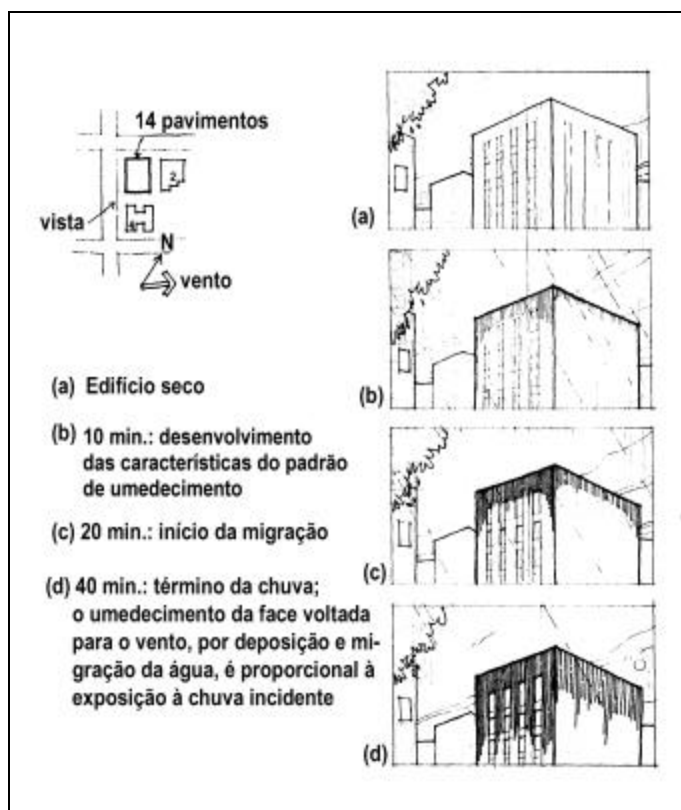 14 pavimentos
2
vista
N
vento
(a) Edifício seco
(b) 10 min.: desenvolvimento
das características do padrão
de umedecimento
(c) 20 min.: início da migração
(d) 40 min.: término da chuva;
o umedecimento da face voltada
para o vento, por deposição e mi-
gração da água, é proporcional à
exposição à chuva incidente
(a)
(b)
(c)
(d)